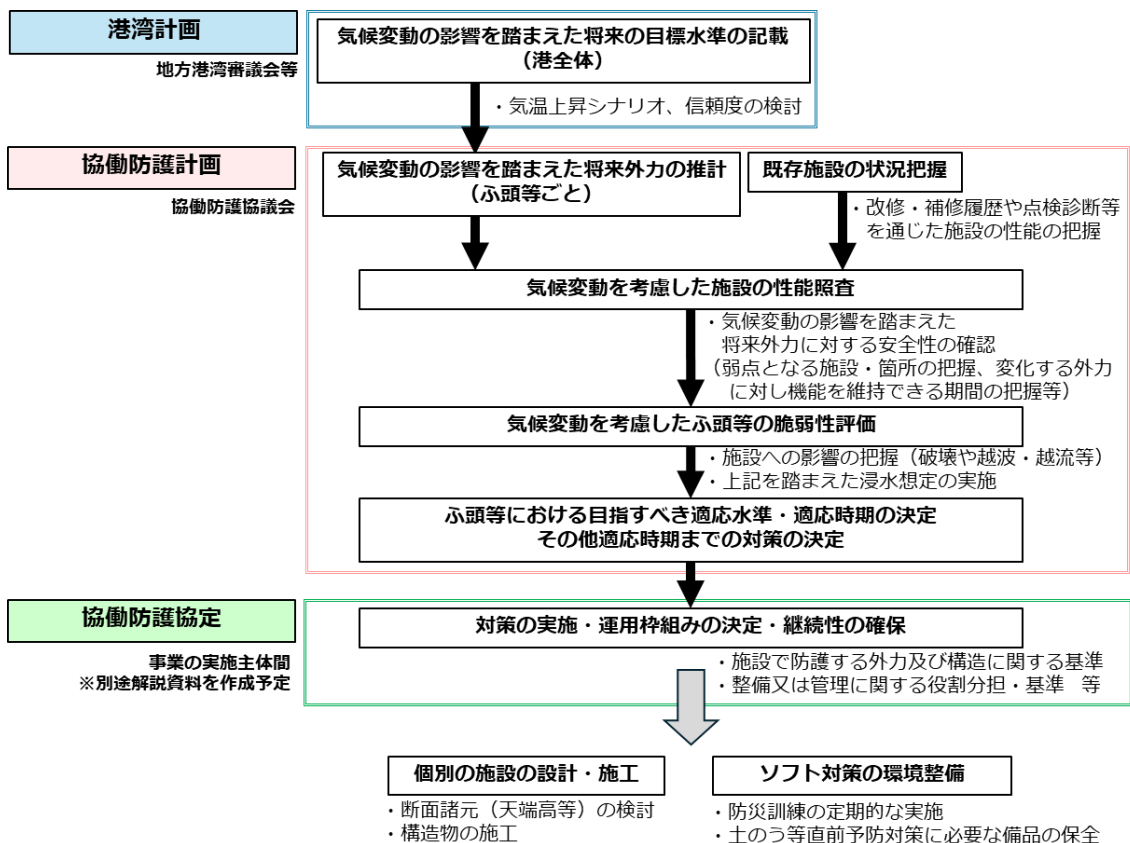 港湾計画
地方港湾審議会等
気候変動の影響を踏まえた将来の目標水準の記載
（港全体）
・気温上昇シナリオ、信頼度の検討
協働防護計画
協働防護協議会
気候変動の影響を踏まえた将来外力の推計
（ふ頭等ごと）
既存施設の状況把握
・改修・補修履歴や点検診断等
を通じた施設の性能の把握
気候変動を考慮した施設の性能照査
・気候変動の影響を踏まえた
将来外力に対する安全性の確認
（弱点となる施設・箇所の把握、変化する外力
に対し機能を維持できる期間の把握等）
気候変動を考慮したふ頭等の脆弱性評価
・施設への影響の把握（破壊や越波・越流等）
・上記を踏まえた浸水想定の実施
ふ頭等における目指すべき適応水準・適応時期の決定
その他適応時期までの対策の決定
協働防護協定
事業の実施主体間
※別途解説資料を作成予定
対策の実施・運用枠組みの決定・継続性の確保
・施設で防護する外力及び構造に関する基準
・整備又は管理に関する役割分担・基準　等
個別の施設の設計・施工
・断面諸元（天端高等）の検討
・構造物の施工
ソフト対策の環境整備
・防災訓練の定期的な実施
・土のう等直前予防対策に必要な備品の保全